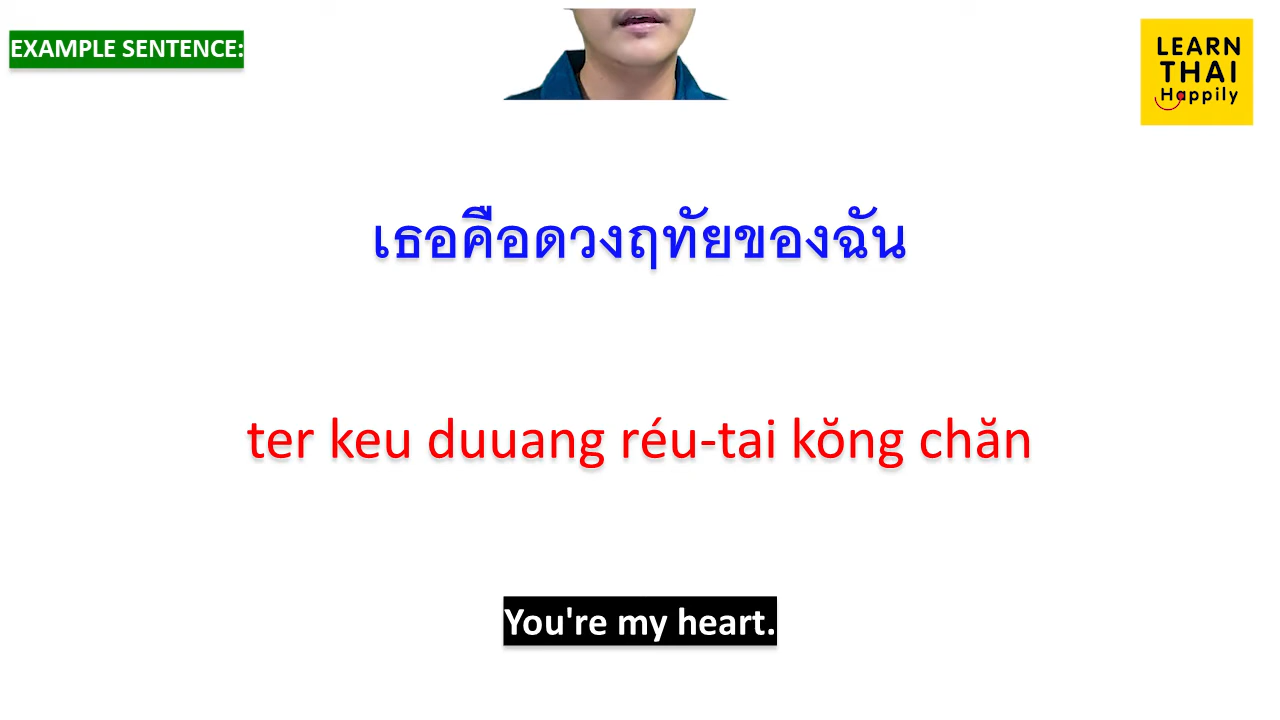 EXAMPLE SENTENCE:
LEARN
THAI
Happily
เธอคือดวงฤทัยของฉัน
ter keu duuang réu-tai kŏng chăn
You're my heart.